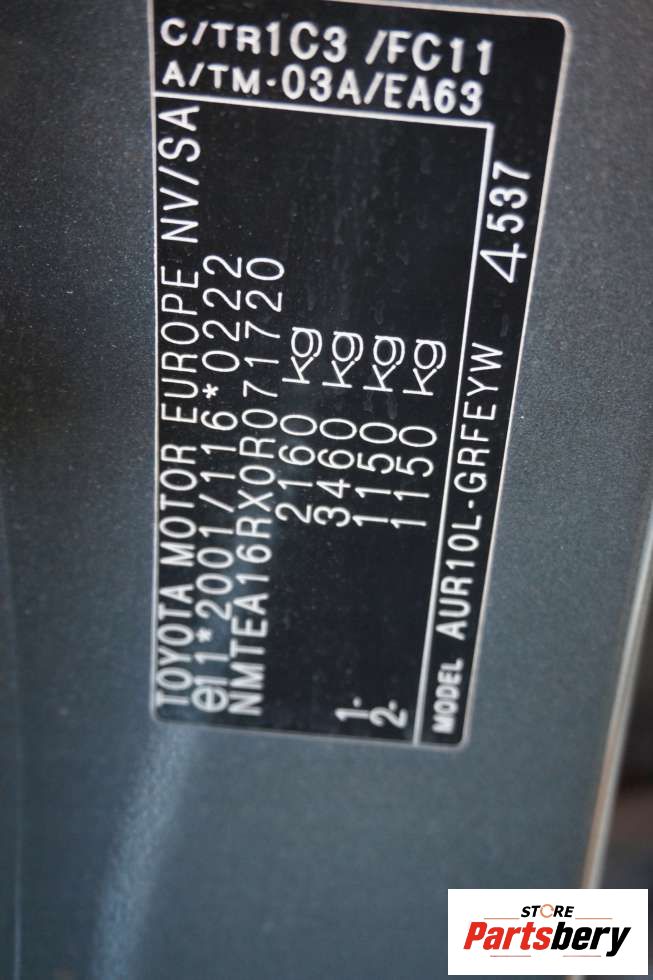 TOYOTA MOTOR EUROPE NV/SA
e11*2001/116*0222
NMTEA16RX0R071720
2160 kg
3460 kg
1- 1150 kg
2- 1150 kg
MODEL AUR10L-GRFEYW 4537
C/TR1C3 /FC11
A/TM-03A/EA63
STORE
Partsbery